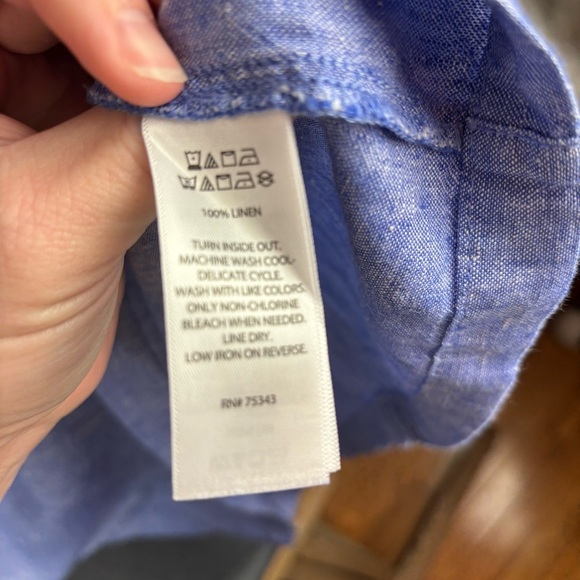 100% LINEN
TURN INSIDE OUT.
MACHINE WASH COOL-
DELICATE CYCLE.
WASH WITH LIKE COLORS.
ONLY NON-CHLORINE
BLEACH WHEN NEEDED.
LINE DRY.
LOW IRON ON REVERSE.
RN# 75343